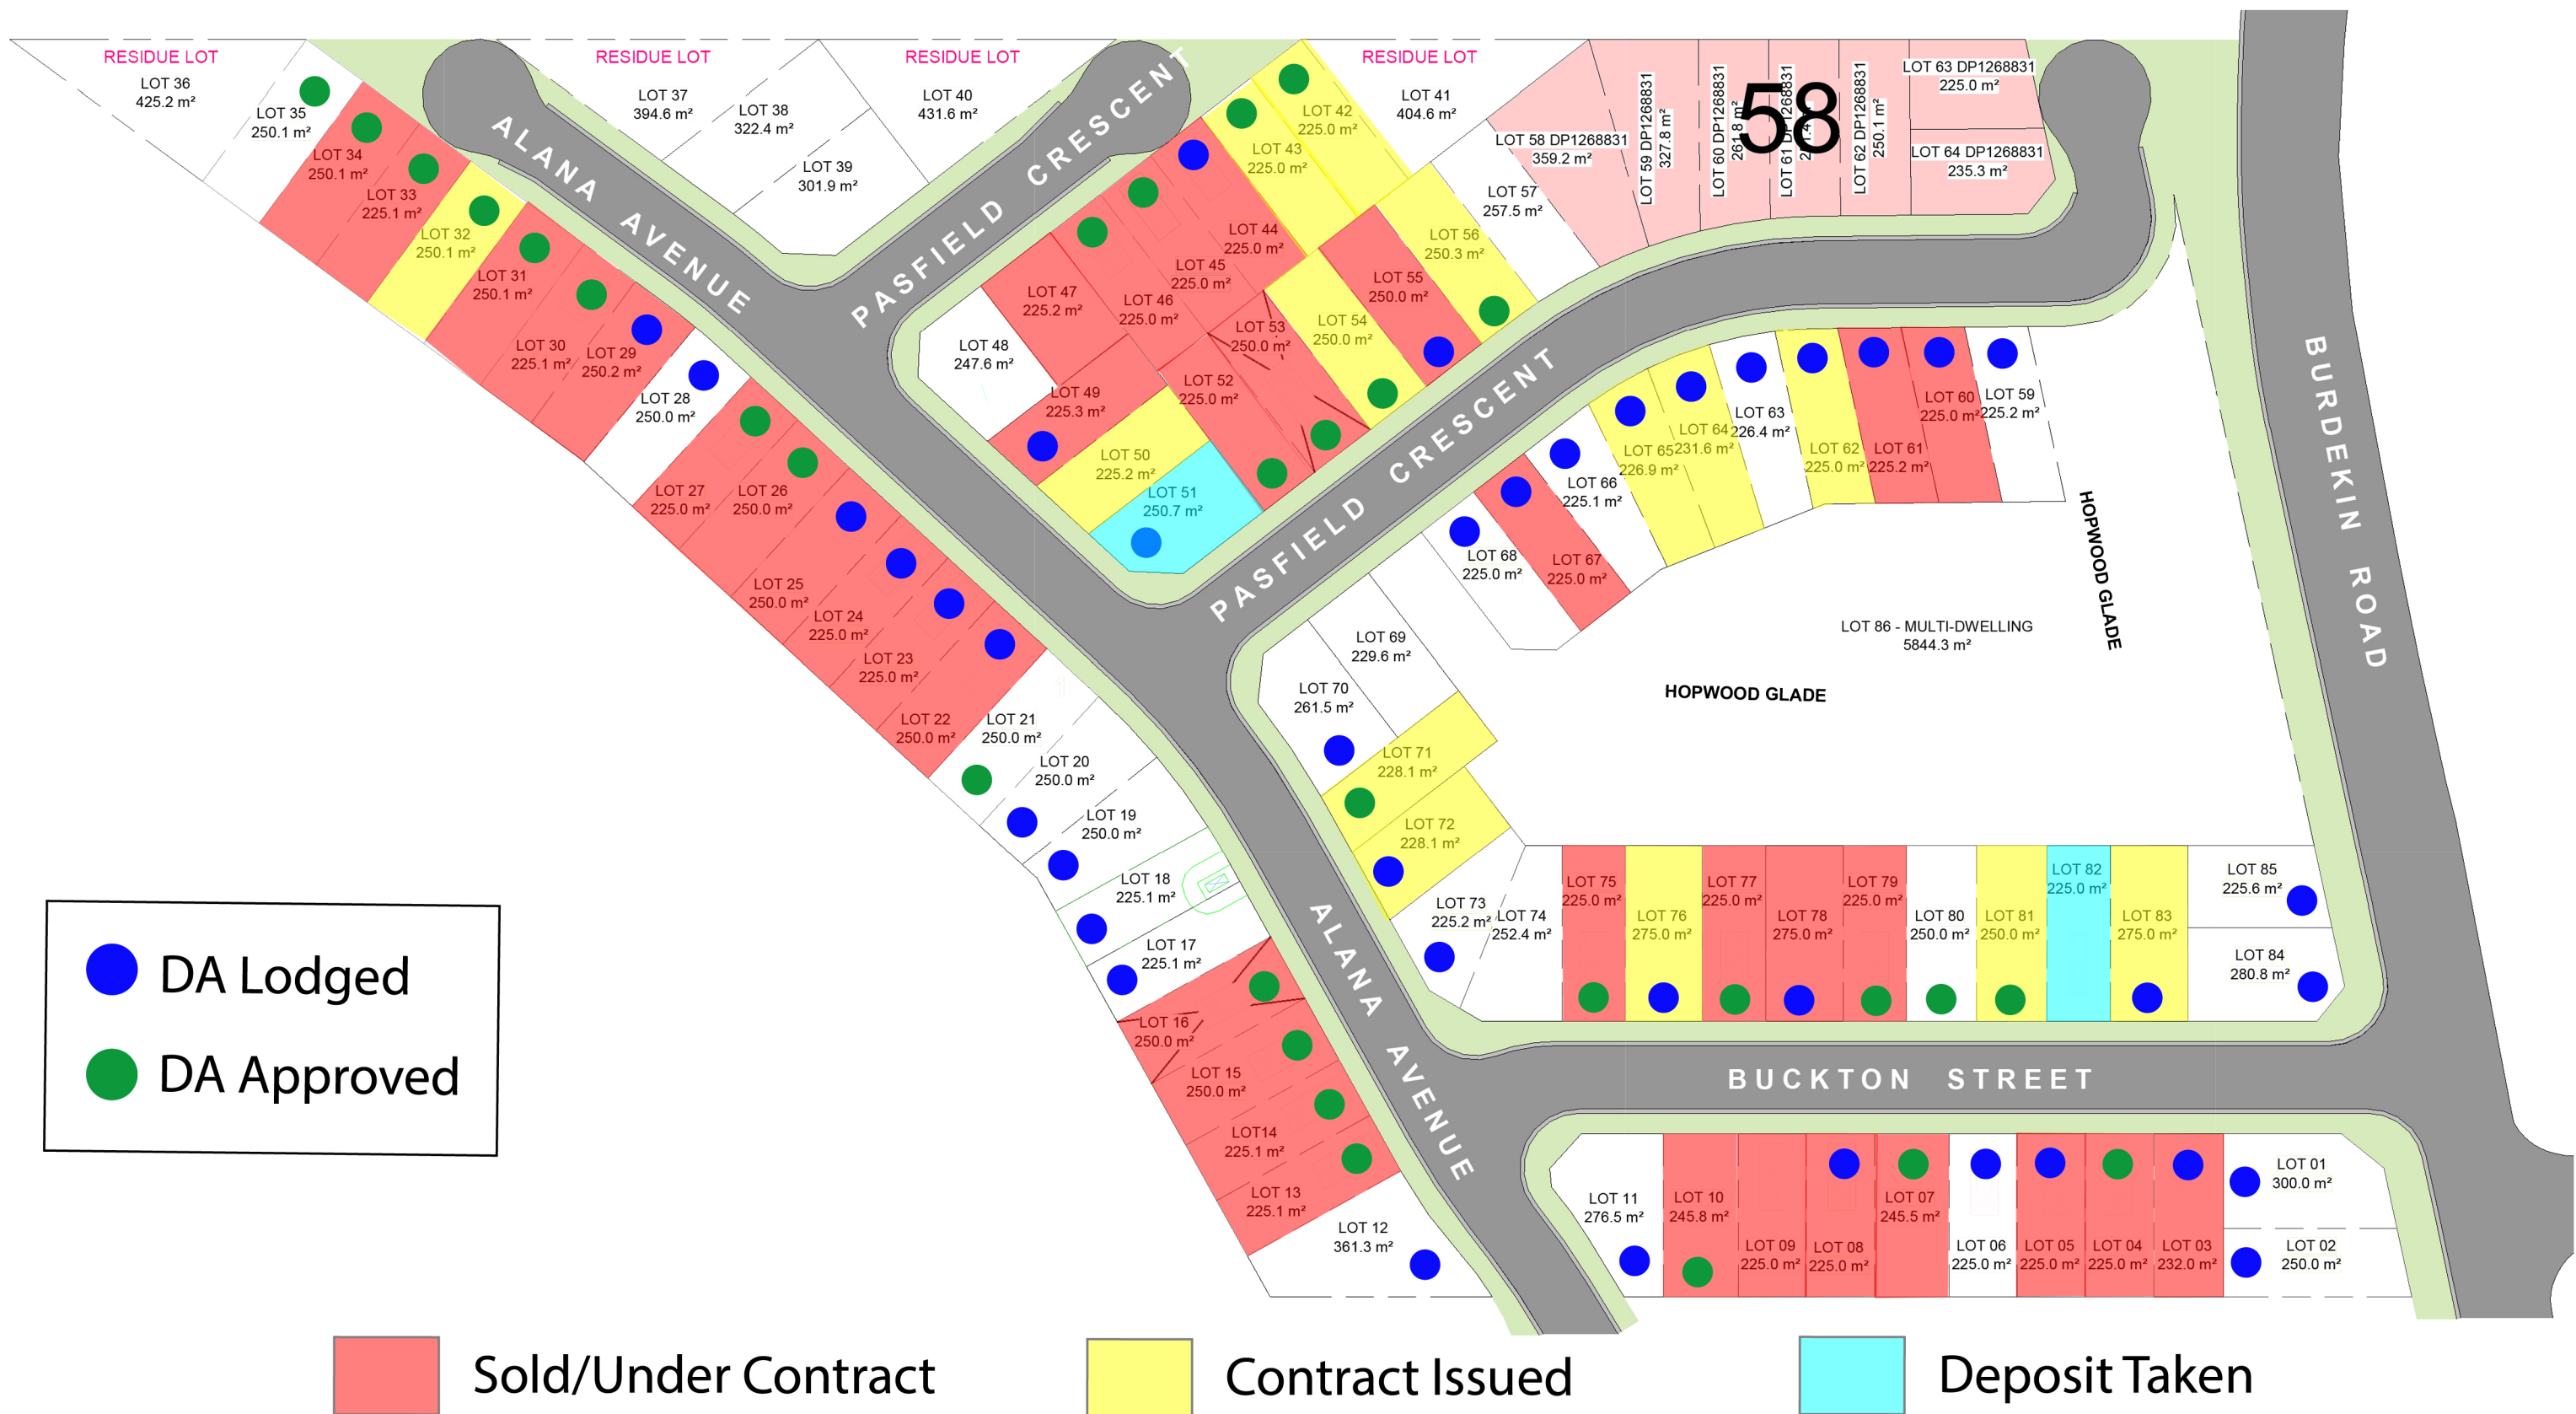 RESIDUE LOT
LOT 36
425.2 m²
LOT 35
250.1 m²
LOT 34
250.1 m²
LOT 33
225.1 m²
LOT 32
250.1 m²
LOT 31
250.1 m²
LOT 30
225.1 m²
LOT 29
250.2 m²
LOT 28
250.0 m²
LOT 27
225.0 m²
LOT 26
250.0 m²
LOT 25
250.0 m²
LOT 24
225.0 m²
LOT 23
225.0 m²
LOT 22
250.0 m²
LOT 21
250.0 m²
LOT 20
250.0 m²
LOT 19
250.0 m²
LOT 18
225.1 m²
LOT 17
225.1 m²
LOT 16
250.0 m²
LOT 15
250.0 m²
LOT14
225.1 m²
LOT 13
225.1 m²
LOT 12
361.3 m²
ALANA AVENUE
RESIDUE LOT
LOT 37
394.6 m²
LOT 38
322.4 m²
LOT 39
301.9 m²
RESIDUE LOT
LOT 40
431.6 m²
PASFIELD CRESCENT
RESIDUE LOT
LOT 41
404.6 m²
LOT 42
225.0 m²
LOT 43
225.0 m²
LOT 44
225.0 m²
LOT 45
225.0 m²
LOT 46
225.0 m²
LOT 47
225.2 m²
LOT 48
247.6 m²
LOT 49
225.3 m²
LOT 50
225.2 m²
LOT 51
250.7 m²
LOT 52
225.0 m²
LOT 53
250.0 m²
LOT 54
250.0 m²
LOT 55
250.0 m²
LOT 56
250.3 m²
LOT 57
257.5 m²
LOT 58 DP1268831
359.2 m²
LOT 59 DP1268831
327.8 m²
LOT 60 DP1268831
261.8 m²
LOT 61 DP1268831
58
LOT 62 DP1268831
250.1 m²
LOT 63 DP1268831
225.0 m²
LOT 64 DP1268831
235.3 m²
PASFIELD CRESCENT
BURDEKIN ROAD
LOT 59
225.2 m²
LOT 60
225.0 m²
LOT 61
225.2 m²
LOT 62
225.0 m²
LOT 63
226.4 m²
LOT 64
231.6 m²
LOT 65
226.9 m²
LOT 66
225.1 m²
LOT 67
225.0 m²
LOT 68
225.0 m²
LOT 69
229.6 m²
LOT 70
261.5 m²
LOT 71
228.1 m²
LOT 72
228.1 m²
LOT 73
225.2 m²
LOT 74
252.4 m²
LOT 86 - MULTI-DWELLING
5844.3 m²
HOPWOOD GLADE
HOPWOOD GLADE
LOT 75
225.0 m²
LOT 76
275.0 m²
LOT 77
225.0 m²
LOT 78
275.0 m²
LOT 79
225.0 m²
LOT 80
250.0 m²
LOT 81
250.0 m²
LOT 82
225.0 m²
LOT 83
275.0 m²
LOT 85
225.6 m²
LOT 84
280.8 m²
ALANA AVENUE
BUCKTON STREET
LOT 11
276.5 m²
LOT 10
245.8 m²
LOT 09
225.0 m²
LOT 08
225.0 m²
LOT 07
245.5 m²
LOT 06
225.0 m²
LOT 05
225.0 m²
LOT 04
225.0 m²
LOT 03
232.0 m²
LOT 01
300.0 m²
LOT 02
250.0 m²
DA Lodged
DA Approved
Sold/Under Contract
Contract Issued
Deposit Taken